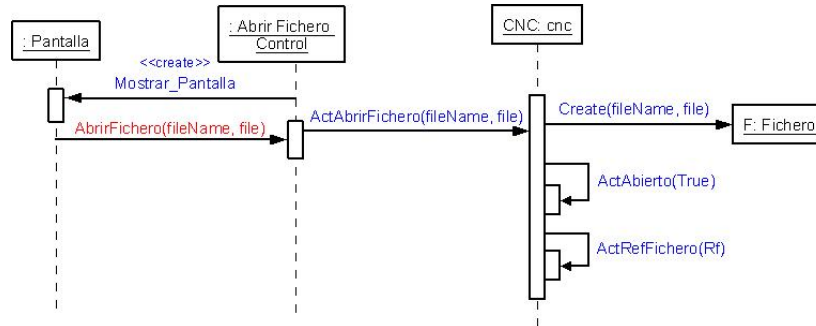 : Pantalla
: Abrir Fichero
Control
CNC: cnc
<<create>>
Mostrar_Pantalla
AbrirFichero(fileName, file)
ActAbrirFichero(fileName, file)
Create(fileName, file)
F: Fichero
ActAbierto(True)
ActRefFichero(Rf)